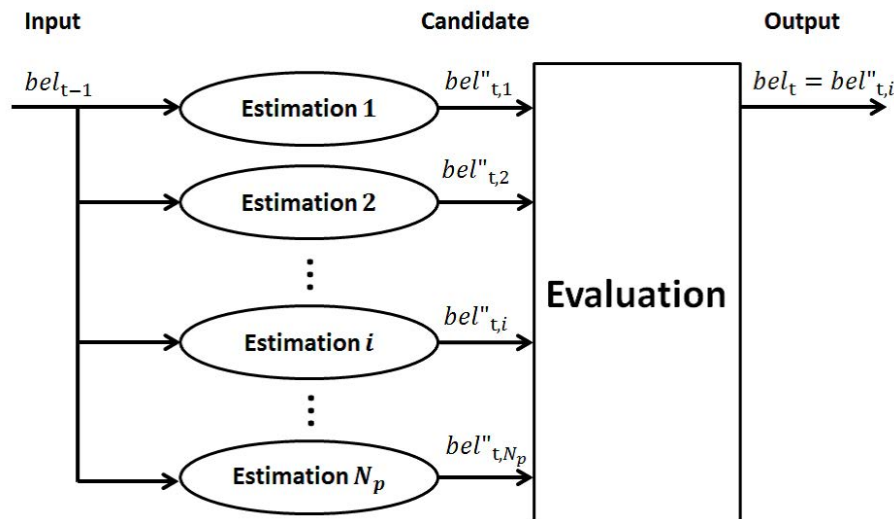 Input Candidate Output
bel_{t−1} bel"_{t,1} bel_t = bel"_{t,i}
Estimation 1
bel"_{t,2}
Estimation 2
⋮
Evaluation
bel"_{t,i}
Estimation i
⋮
bel"_{t,N_p}
Estimation N_p